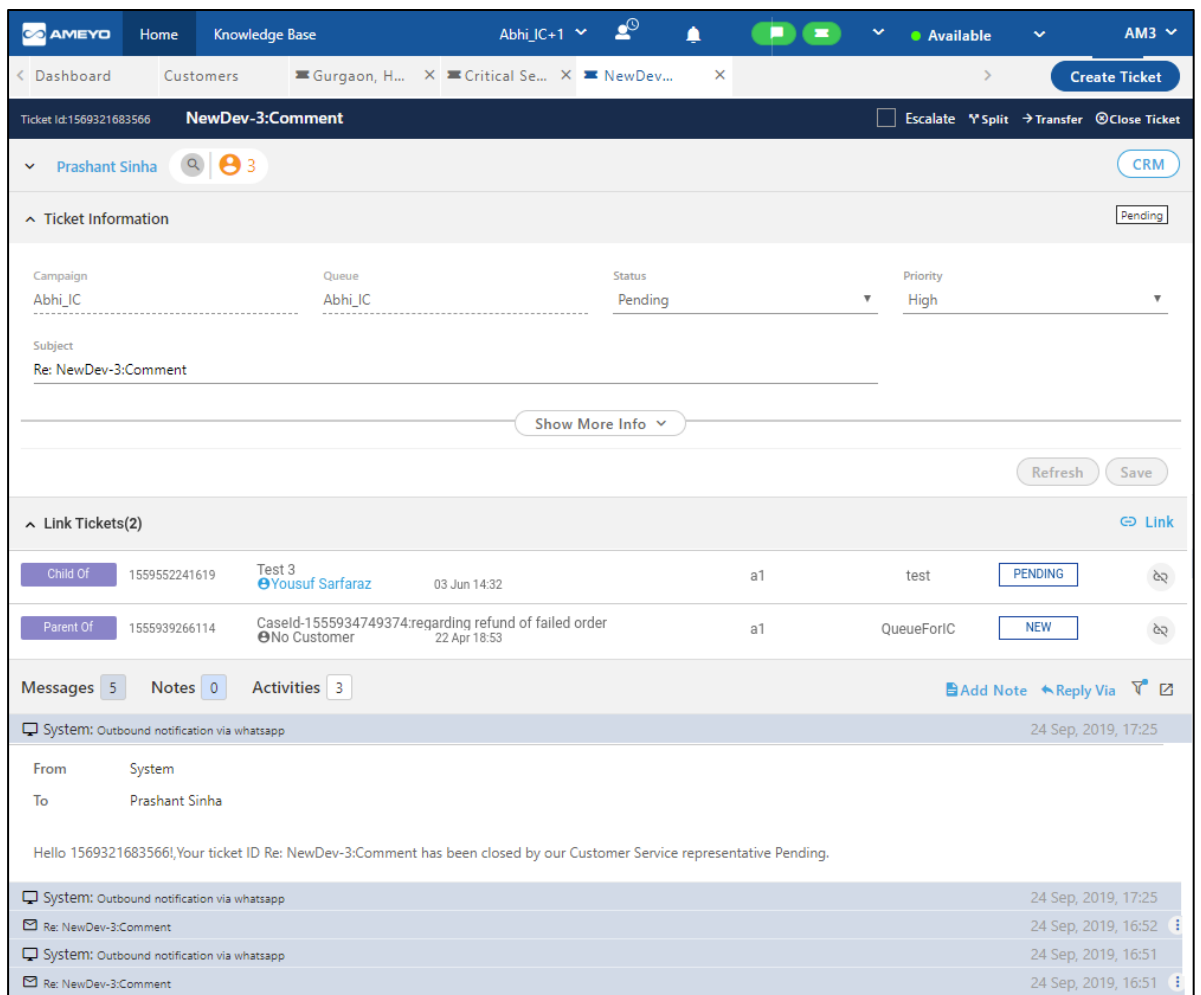 AMEYO Home Knowledge Base Abhi_IC+1 Available AM3
Dashboard Customers Gurgaon, H... Critical Se... NewDev... Create Ticket
Ticket Id:1569321683566 NewDev-3:Comment Escalate Split Transfer Close Ticket
Prashant Sinha 3 CRM
Ticket Information Pending
Campaign Queue Status Priority
Abhi_IC Abhi_IC Pending High
Subject
Re: NewDev-3:Comment
Show More Info
Refresh Save
Link Tickets(2) Link
Child Of 1559552241619 Test 3 a1 test PENDING
Yousuf Sarfaraz 03 Jun 14:32
Parent Of 1555939266114 CaseId-1555934749374:regarding refund of failed order a1 QueueForIC NEW
No Customer 22 Apr 18:53
Messages 5 Notes 0 Activities 3 Add Note Reply Via
System: Outbound notification via whatsapp 24 Sep, 2019, 17:25
From System
To Prashant Sinha
Hello 1569321683566!,Your ticket ID Re: NewDev-3:Comment has been closed by our Customer Service representative Pending.
System: Outbound notification via whatsapp 24 Sep, 2019, 17:25
Re: NewDev-3:Comment 24 Sep, 2019, 16:52
System: Outbound notification via whatsapp 24 Sep, 2019, 16:51
Re: NewDev-3:Comment 24 Sep, 2019, 16:51